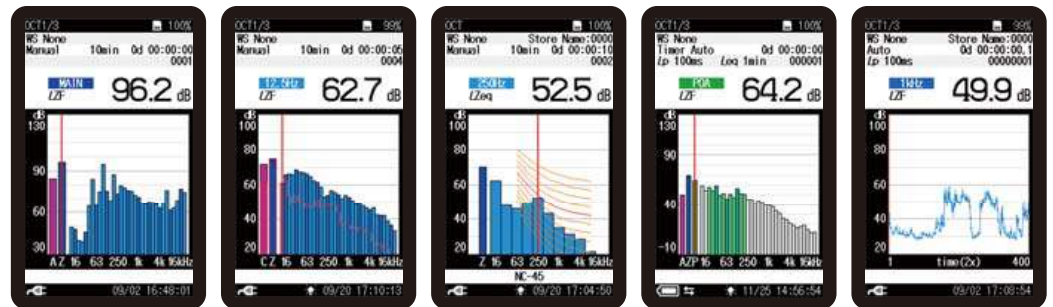 OCT1/3 100%
WS None
Manual 10min 0d 00:00:00
0001
MAIN
LZF 96.2 dB
dB
130
90
60
30
A Z 16 63 250 1k 4k 16kHz
09/02 16:48:01
OCT1/3 99%
WS None
Manual 10min 0d 00:00:05
0004
12.5Hz
LZF 62.7 dB
dB
100
80
60
40
20
C Z 16 63 250 1k 4k 16kHz
09/20 17:10:13
OCT 100%
WS None Store Name:0000
Manual 10min 0d 00:00:10
0002
250Hz
LZeq 52.5 dB
dB
100
80
60
40
20
Z 16 63 250 1k 4k 16kHz
NC-45
09/20 17:04:50
OCT1/3 100%
WS None
Timer Auto 0d 00:00:00
Lp 100ms Leq 1min 000001
POA
LZF 64.2 dB
dB
130
90
40
-10
AZP 16 63 250 1k 4k 16kHz
11/25 14:56:54
OCT1/3 99%
WS None Store Name:0000
Auto 0d 00:00:00.1
Lp 100ms 00000001
1kHz
LZF 49.9 dB
dB
100
80
60
40
20
1 time(2x) 400
09/02 17:08:54